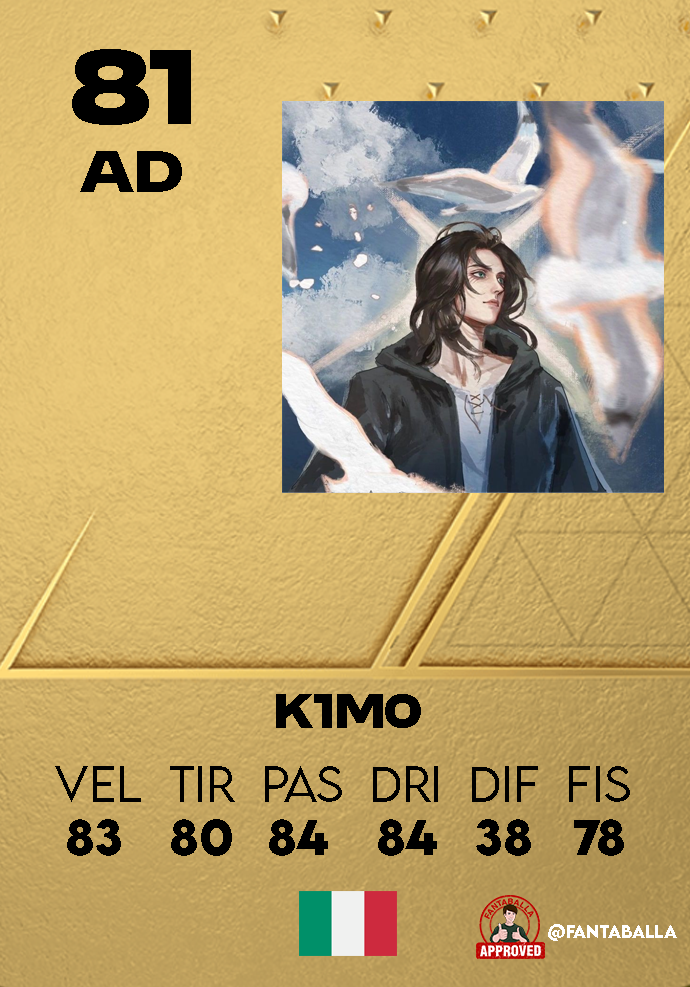 81
AD
K1MO
VEL TIR PAS DRI DIF FIS
83 80 84 84 38 78
FANTABALLA
APPROVED
@FANTABALLA